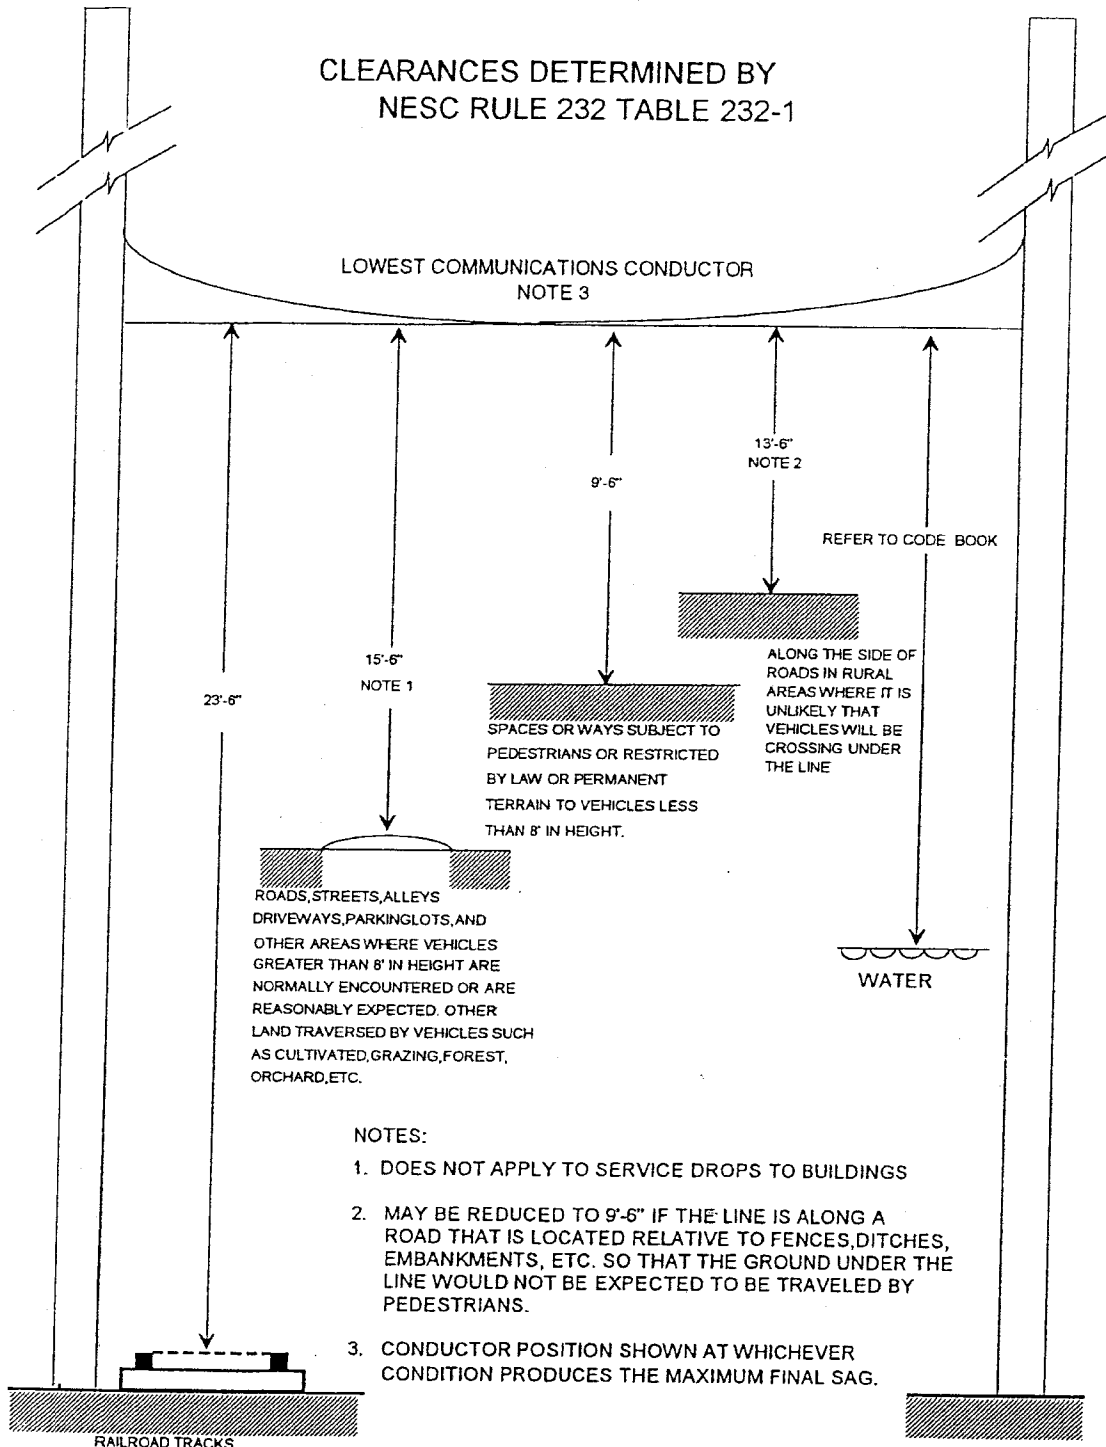 CLEARANCES DETERMINED BY
NESC RULE 232 TABLE 232-1
LOWEST COMMUNICATIONS CONDUCTOR
NOTE 3
23'-6"
15'-6"
NOTE 1
9'-6"
13'-6"
NOTE 2
REFER TO CODE BOOK
ALONG THE SIDE OF
ROADS IN RURAL
AREAS WHERE IT IS
UNLIKELY THAT
VEHICLES WILL BE
CROSSING UNDER
THE LINE
SPACES OR WAYS SUBJECT TO
PEDESTRIANS OR RESTRICTED
BY LAW OR PERMANENT
TERRAIN TO VEHICLES LESS
THAN 8' IN HEIGHT.
ROADS,STREETS,ALLEYS
DRIVEWAYS,PARKINGLOTS,AND
OTHER AREAS WHERE VEHICLES
GREATER THAN 8' IN HEIGHT ARE
NORMALLY ENCOUNTERED OR ARE
REASONABLY EXPECTED. OTHER
LAND TRAVERSED BY VEHICLES SUCH
AS CULTIVATED,GRAZING,FOREST,
ORCHARD,ETC.
WATER
NOTES:
1. DOES NOT APPLY TO SERVICE DROPS TO BUILDINGS
2. MAY BE REDUCED TO 9'-6" IF THE LINE IS ALONG A
ROAD THAT IS LOCATED RELATIVE TO FENCES,DITCHES,
EMBANKMENTS, ETC. SO THAT THE GROUND UNDER THE
LINE WOULD NOT BE EXPECTED TO BE TRAVELED BY
PEDESTRIANS.
3. CONDUCTOR POSITION SHOWN AT WHICHEVER
CONDITION PRODUCES THE MAXIMUM FINAL SAG.
RAILROAD TRACKS